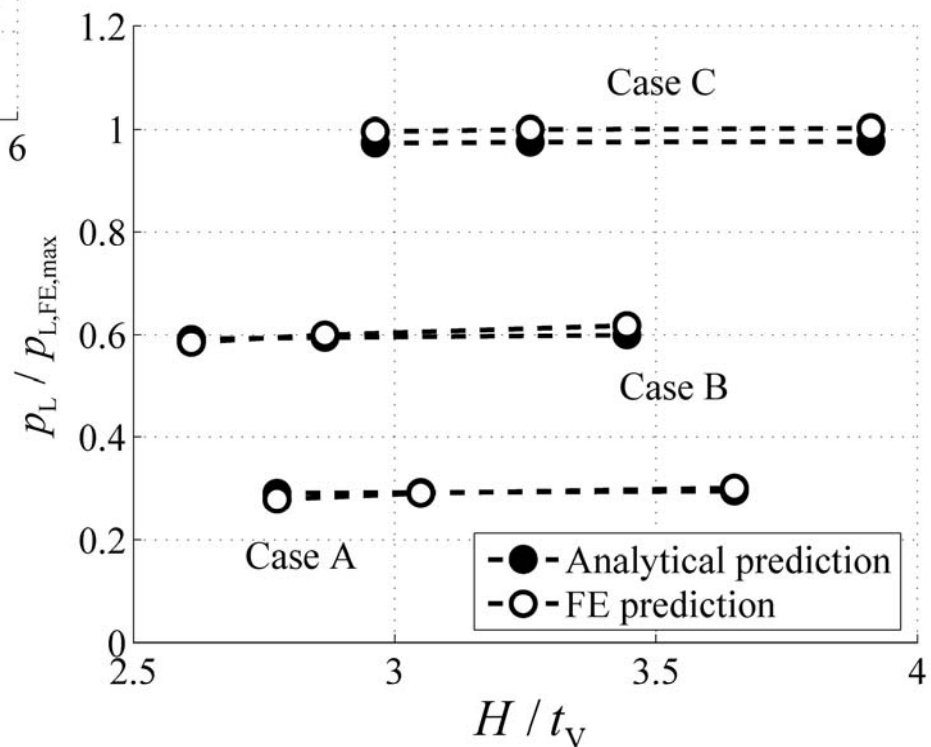 6
1.2
1
0.8
0.6
0.4
0.2
0
2.5 3 3.5 4
p_L / p_L,FE,max
H / t_V
Case C
Case B
Case A
Analytical prediction
FE prediction